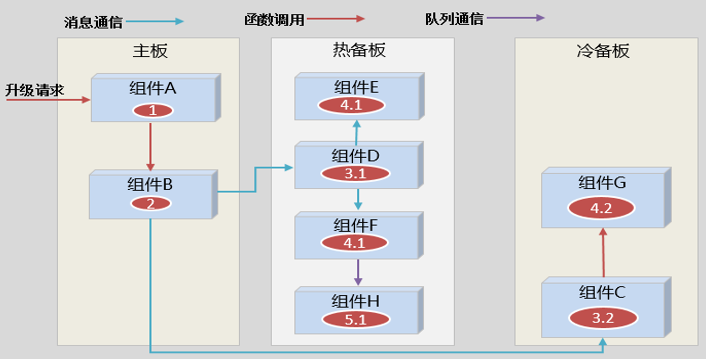 消息通信
函数调用
队列通信
主板
热备板
冷备板
升级请求
组件A
1
组件B
2
组件E
4.1
组件D
3.1
组件F
4.1
组件H
5.1
组件G
4.2
组件C
3.2